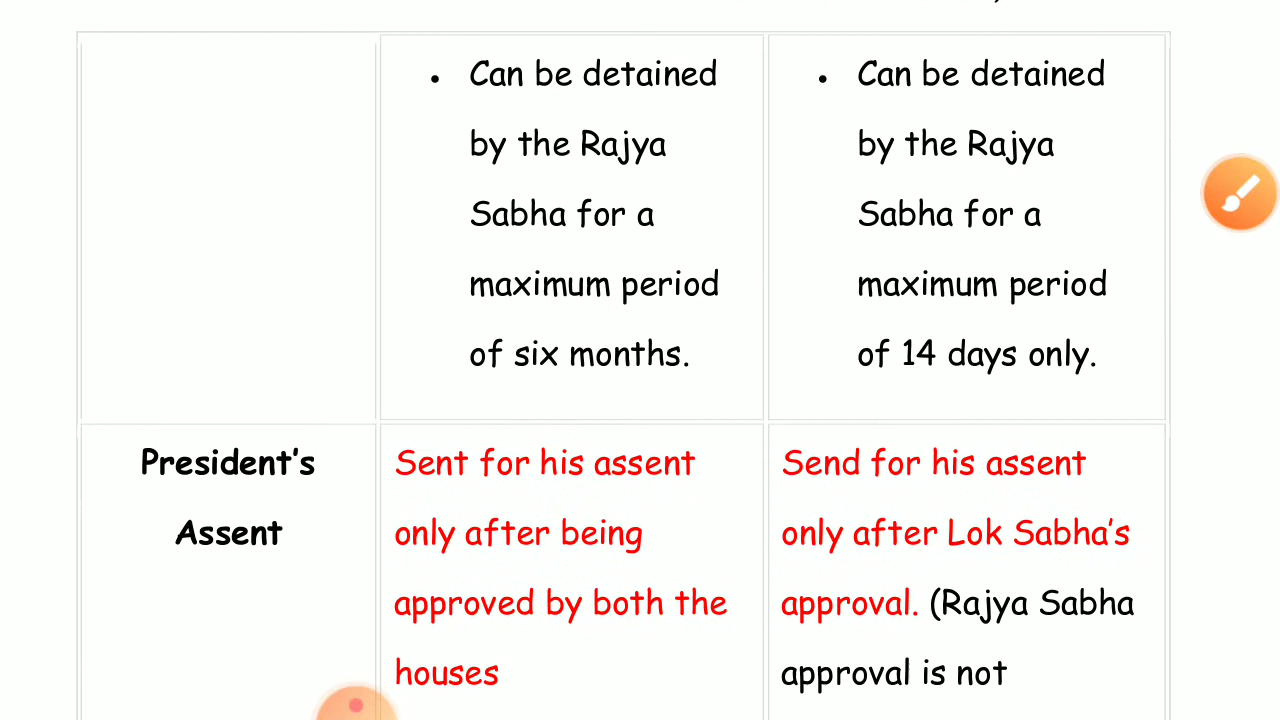 • Can be detained
by the Rajya
Sabha for a
maximum period
of six months.
• Can be detained
by the Rajya
Sabha for a
maximum period
of 14 days only.
President’s
Assent
Sent for his assent
only after being
approved by both the
houses
Send for his assent
only after Lok Sabha’s
approval. (Rajya Sabha
approval is not